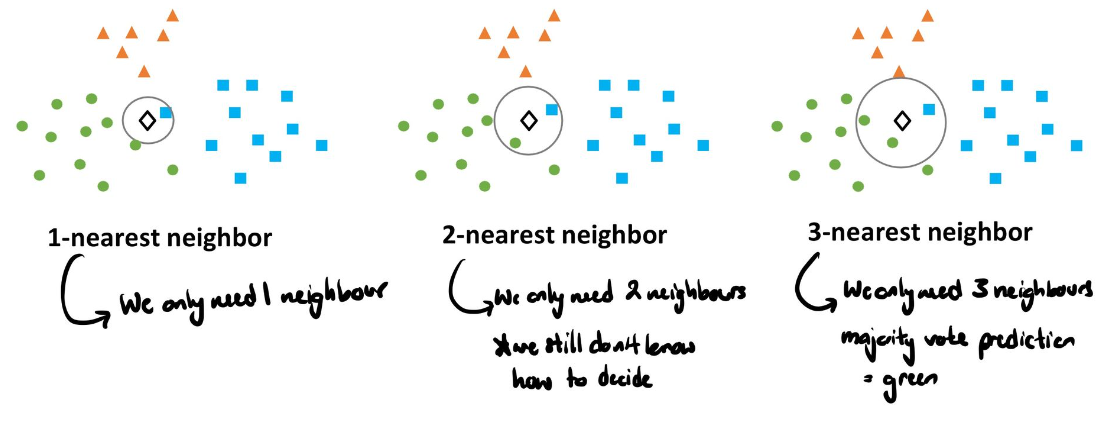 1-nearest neighbor
We only need 1 neighbour
2-nearest neighbor
We only need 2 neighbours
*we still don't know
how to decide
3-nearest neighbor
We only need 3 neighbours
majority vote prediction
= green